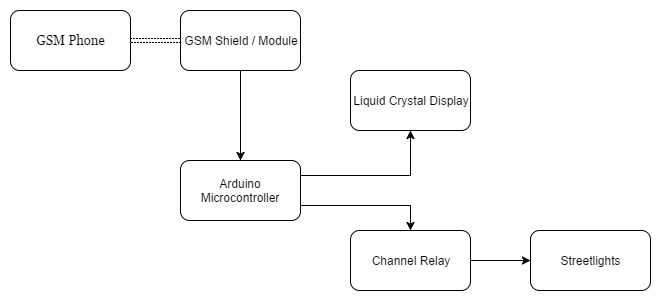 GSM Phone
GSM Shield / Module
Liquid Crystal Display
Arduino
Microcontroller
Channel Relay
Streetlights